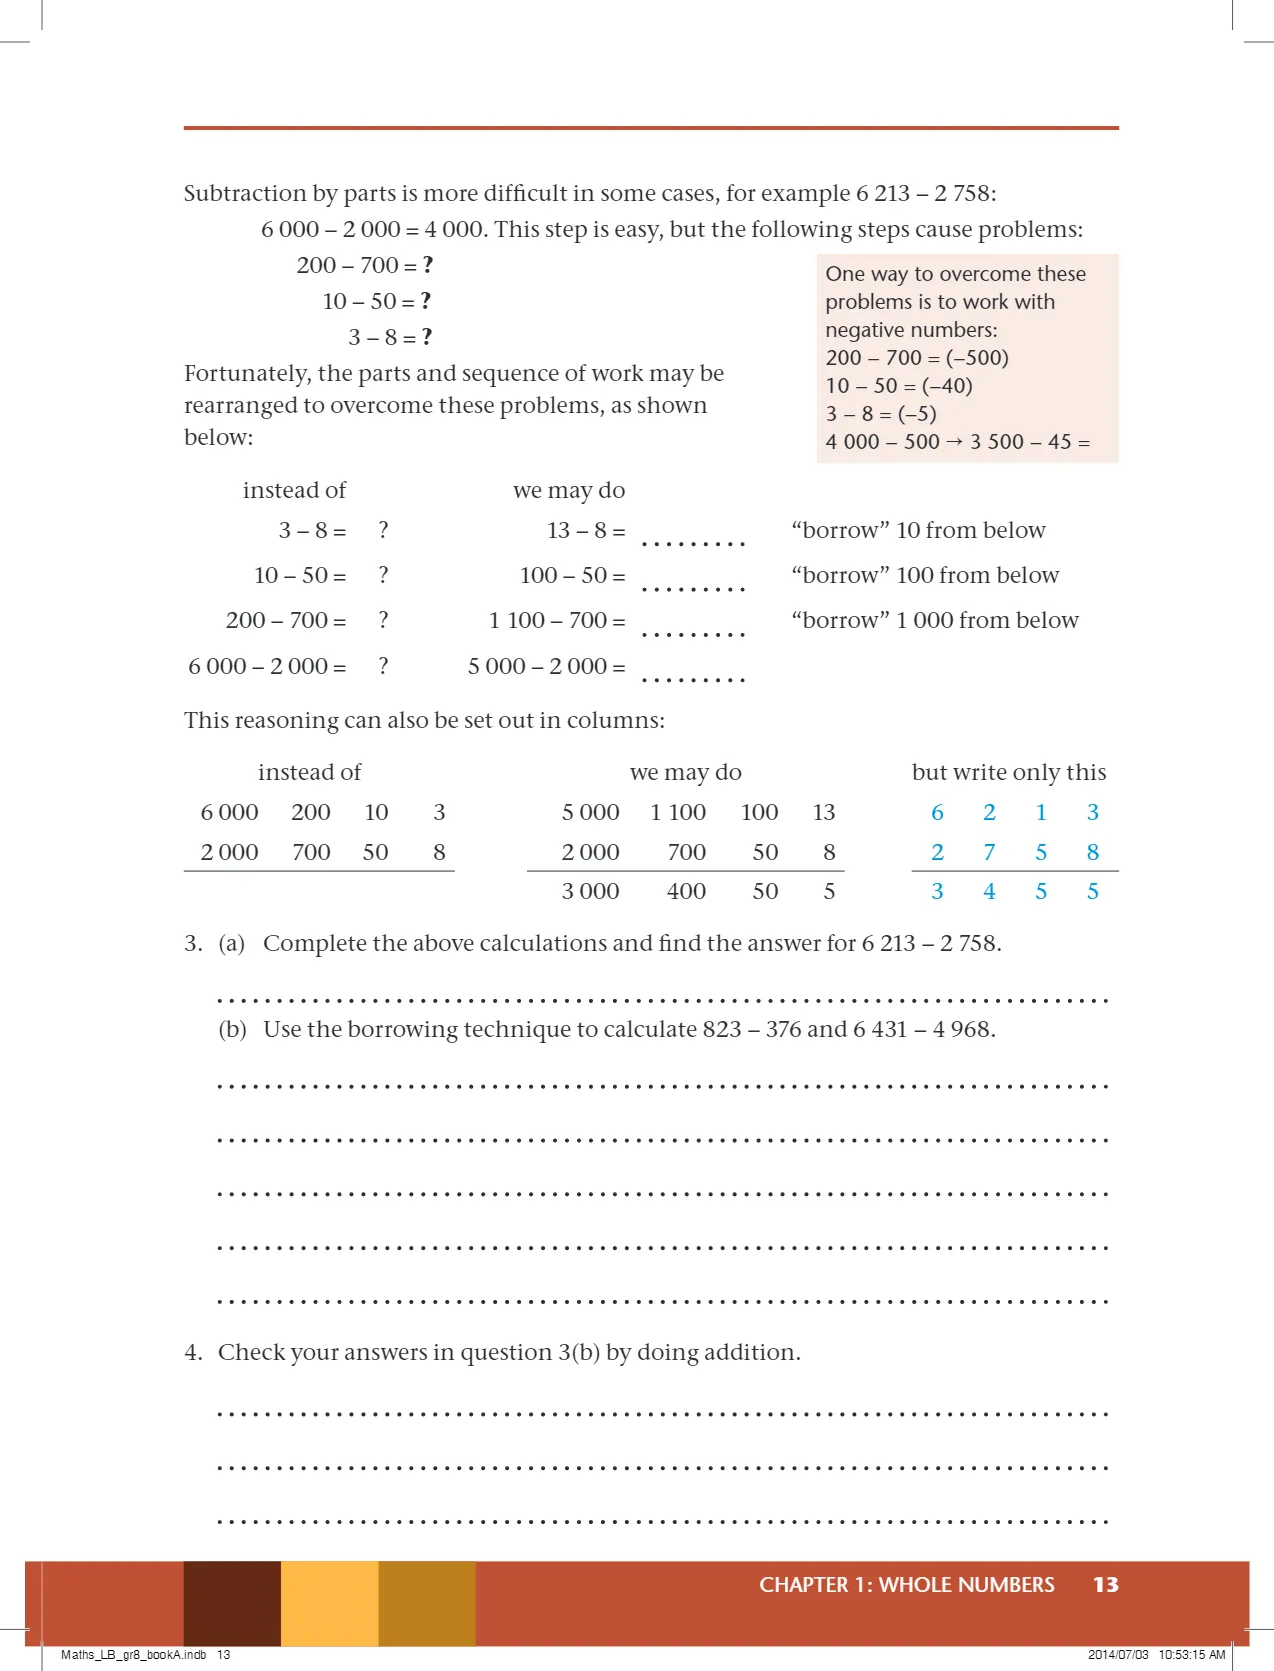 Subtraction by parts is more difficult in some cases, for example 6 213 – 2 758:
6 000 – 2 000 = 4 000. This step is easy, but the following steps cause problems:
200 – 700 = ?
10 – 50 = ?
3 – 8 = ?
One way to overcome these
problems is to work with
negative numbers:
200 – 700 = (–500)
10 – 50 = (–40)
3 – 8 = (–5)
4 000 – 500 → 3 500 – 45 =
Fortunately, the parts and sequence of work may be
rearranged to overcome these problems, as shown
below:
instead of we may do
3 – 8 = ? 13 – 8 = ......... “borrow” 10 from below
10 – 50 = ? 100 – 50 = ......... “borrow” 100 from below
200 – 700 = ? 1 100 – 700 = ......... “borrow” 1 000 from below
6 000 – 2 000 = ? 5 000 – 2 000 = .........
This reasoning can also be set out in columns:
instead of we may do but write only this
6 000 200 10 3 5 000 1 100 100 13 6 2 1 3
2 000 700 50 8 2 000 700 50 8 2 7 5 8
3 000 400 50 5 3 4 5 5
3. (a) Complete the above calculations and find the answer for 6 213 – 2 758.
(b) Use the borrowing technique to calculate 823 – 376 and 6 431 – 4 968.
4. Check your answers in question 3(b) by doing addition.
CHAPTER 1: WHOLE NUMBERS 13
Maths_LB_gr8_bookA.indb 13 2014/07/03 10:53:15 AM